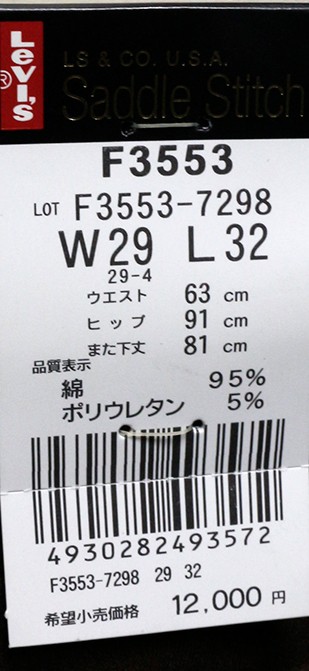 Levi's
®
LS & CO. U.S.A.
Saddle Stitch
F3553
LOT F3553-7298
W29 L32
29-4
ウエスト 63 cm
ヒップ 91 cm
また下丈 81 cm
品質表示
綿 95%
ポリウレタン 5%
4930282493572
F3553-7298 29 32
希望小売価格 12,000 円